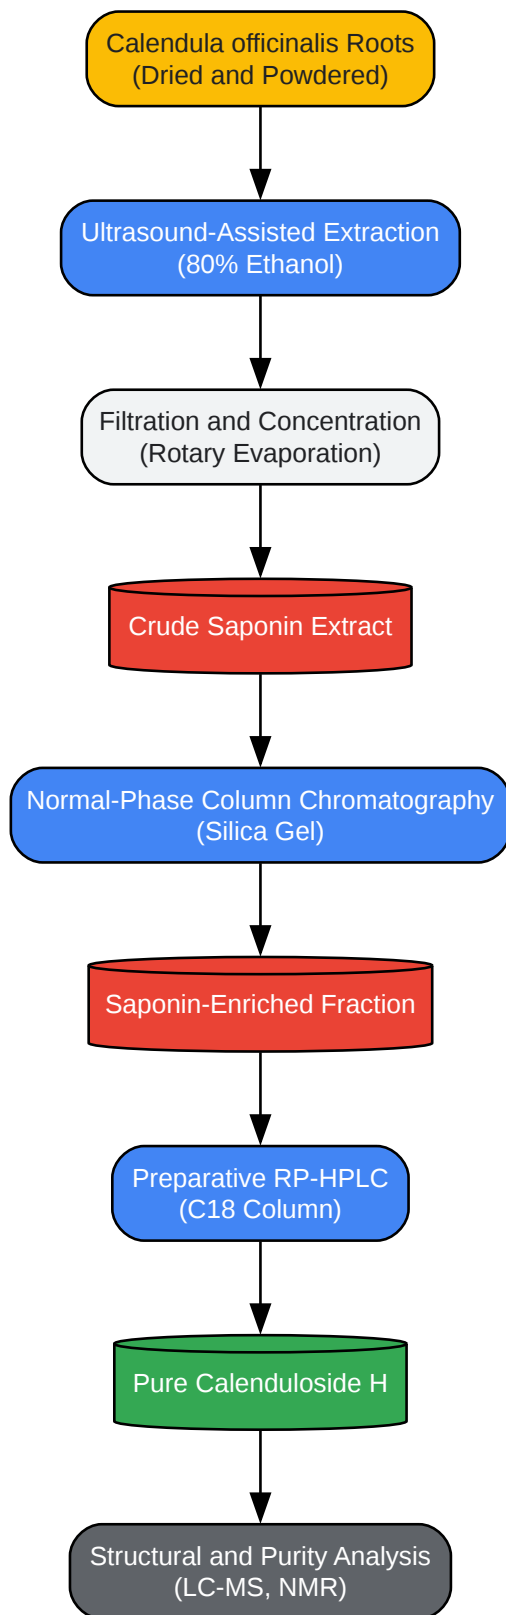 Calendula officinalis Roots
(Dried and Powdered)
Ultrasound-Assisted Extraction
(80% Ethanol)
Filtration and Concentration
(Rotary Evaporation)
Crude Saponin Extract
Normal-Phase Column Chromatography
(Silica Gel)
Saponin-Enriched Fraction
Preparative RP-HPLC
(C18 Column)
Pure Calenduloside H
Structural and Purity Analysis
(LC-MS, NMR)